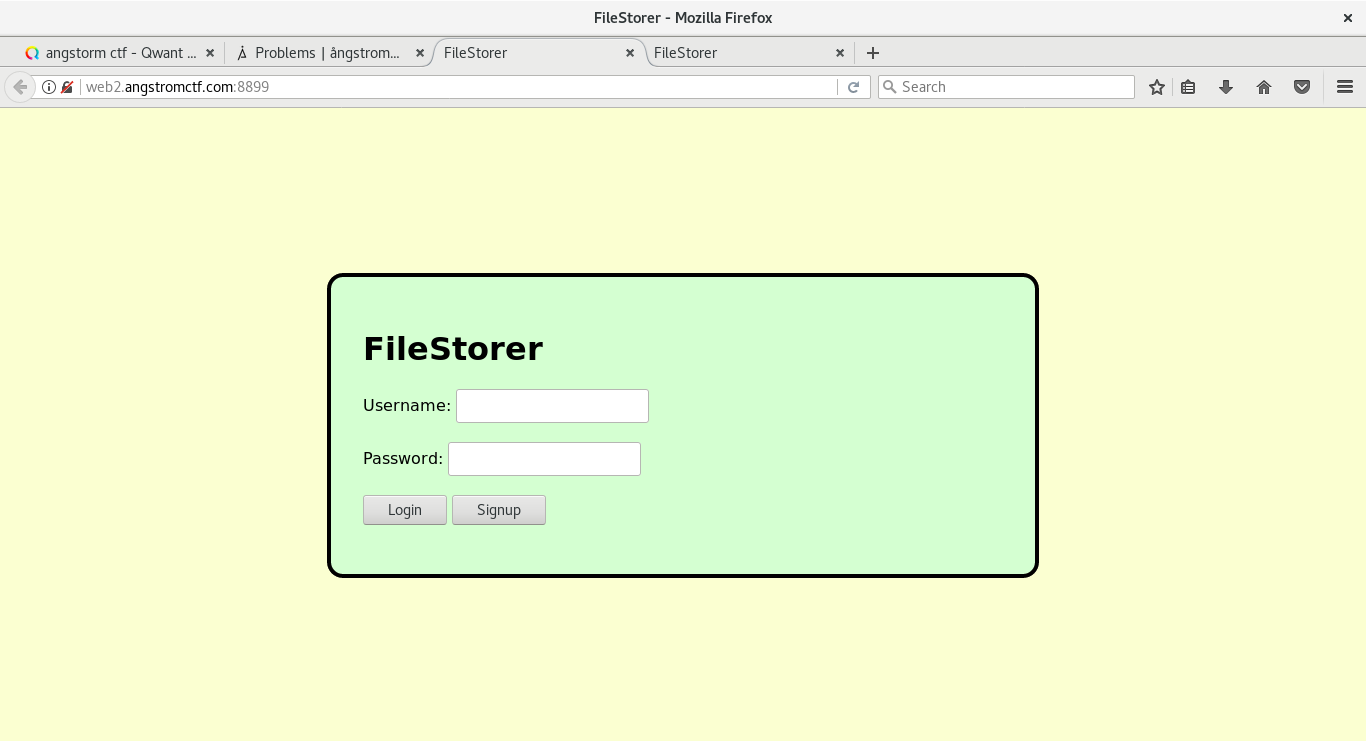 FileStorer - Mozilla Firefox
angstorm ctf - Qwant ...
Problems | ångstrom...
FileStorer
FileStorer
web2.angstromctf.com:8899
Search
FileStorer
Username:
Password:
Login Signup